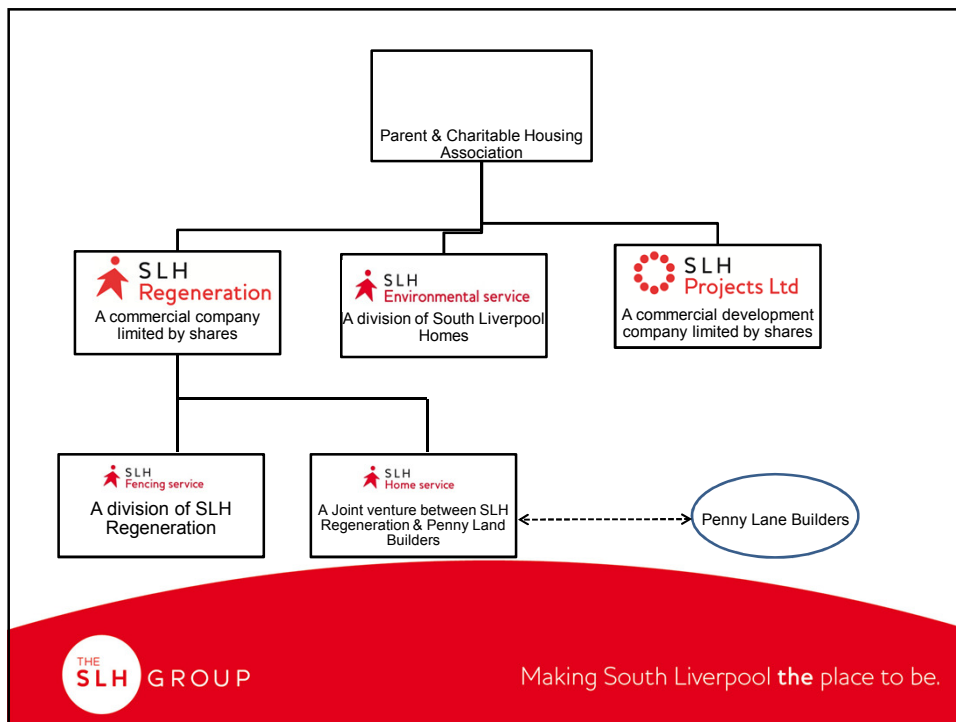 Parent & Charitable Housing
Association
SLH
Regeneration
A commercial company
limited by shares
SLH
Environmental service
A division of South Liverpool
Homes
SLH
Projects Ltd
A commercial development
company limited by shares
SLH
Fencing service
A division of SLH
Regeneration
SLH
Home service
A Joint venture between SLH
Regeneration & Penny Land
Builders
Penny Lane Builders
THE
SLH GROUP
Making South Liverpool the place to be.